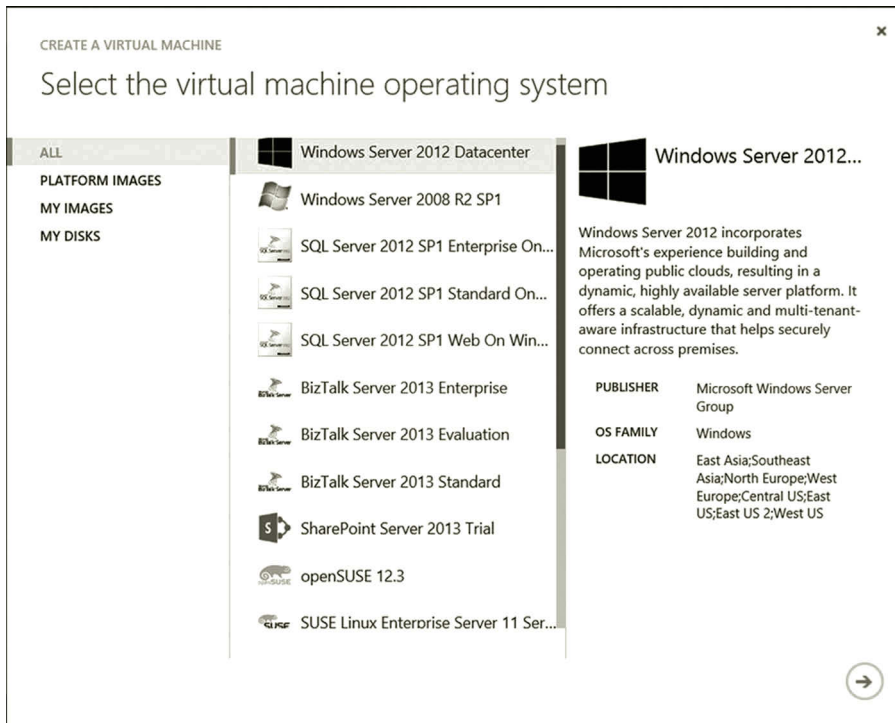 CREATE A VIRTUAL MACHINE
Select the virtual machine operating system
ALL
PLATFORM IMAGES
MY IMAGES
MY DISKS
Windows Server 2012 Datacenter
Windows Server 2008 R2 SP1
SQL Server 2012 SP1 Enterprise On...
SQL Server 2012 SP1 Standard On...
SQL Server 2012 SP1 Web On Win...
BizTalk Server 2013 Enterprise
BizTalk Server 2013 Evaluation
BizTalk Server 2013 Standard
SharePoint Server 2013 Trial
openSUSE 12.3
SUSE Linux Enterprise Server 11 Ser...
Windows Server 2012...
Windows Server 2012 incorporates
Microsoft's experience building and
operating public clouds, resulting in a
dynamic, highly available server platform. It
offers a scalable, dynamic and multi-tenant-
aware infrastructure that helps securely
connect across premises.
PUBLISHER Microsoft Windows Server
Group
OS FAMILY Windows
LOCATION East Asia;Southeast
Asia;North Europe;West
Europe;Central US;East
US;East US 2;West US